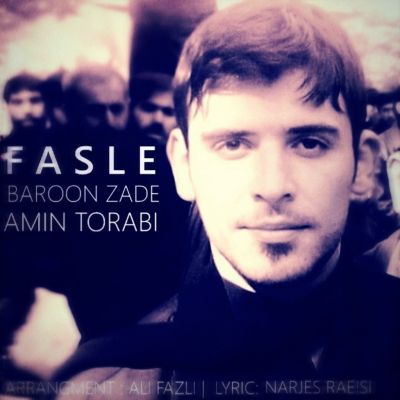 FASLE
BAROON ZADE
AMIN TORABI
ARRANGMENT : ALI FAZLI | LYRIC: NARJES RAEISI